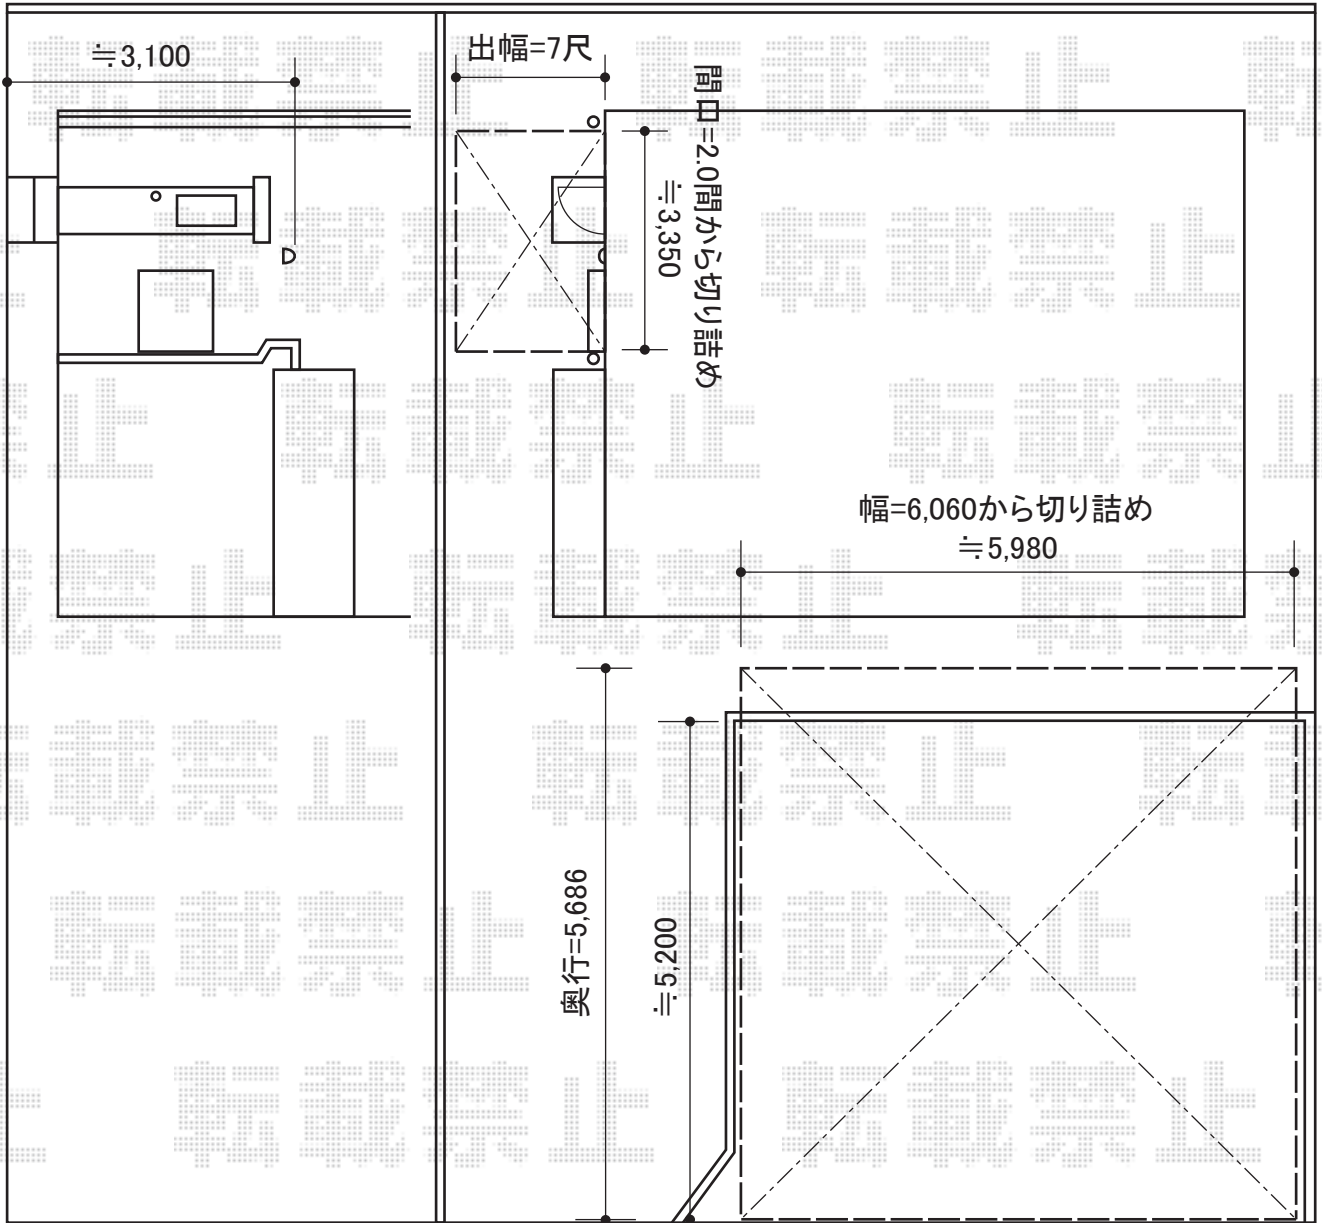 ≒3,100
出幅=7尺
間口=2.0間から切り詰め
≒3,350
幅=6,060から切り詰め
≒5,980
奥行=5,686
≒5,200
転載禁止